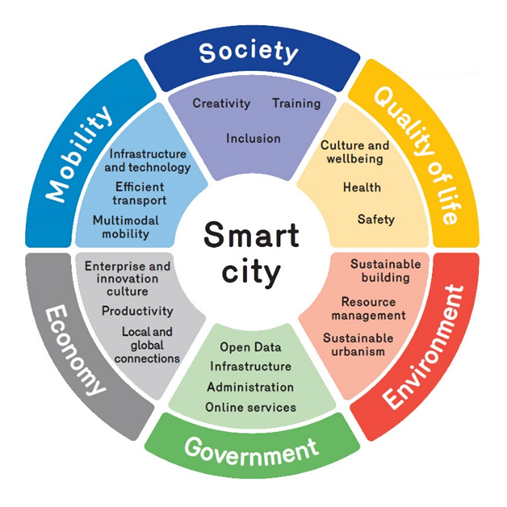 Society
Creativity
Training
Inclusion
Quality of life
Culture and
wellbeing
Health
Safety
Environment
Sustainable
building
Resource
management
Sustainable
urbanism
Government
Open Data
Infrastructure
Administration
Online services
Economy
Enterprise and
innovation
culture
Productivity
Local and
global
connections
Mobility
Infrastructure
and technology
Efficient
transport
Multimodal
mobility
Smart
city